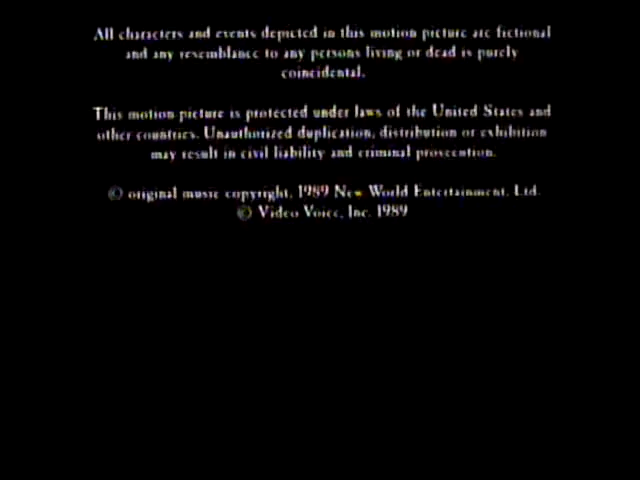 All characters and events depicted in this motion picture are fictional
and any resemblance to any persons living or dead is purely
coincidental.
This motion picture is protected under laws of the United States and
other countries. Unauthorized duplication, distribution or exhibition
may result in civil liability and criminal prosecution.
© original music copyright, 1989 New World Entertainment, Ltd.
© Video Voice, Inc. 1989